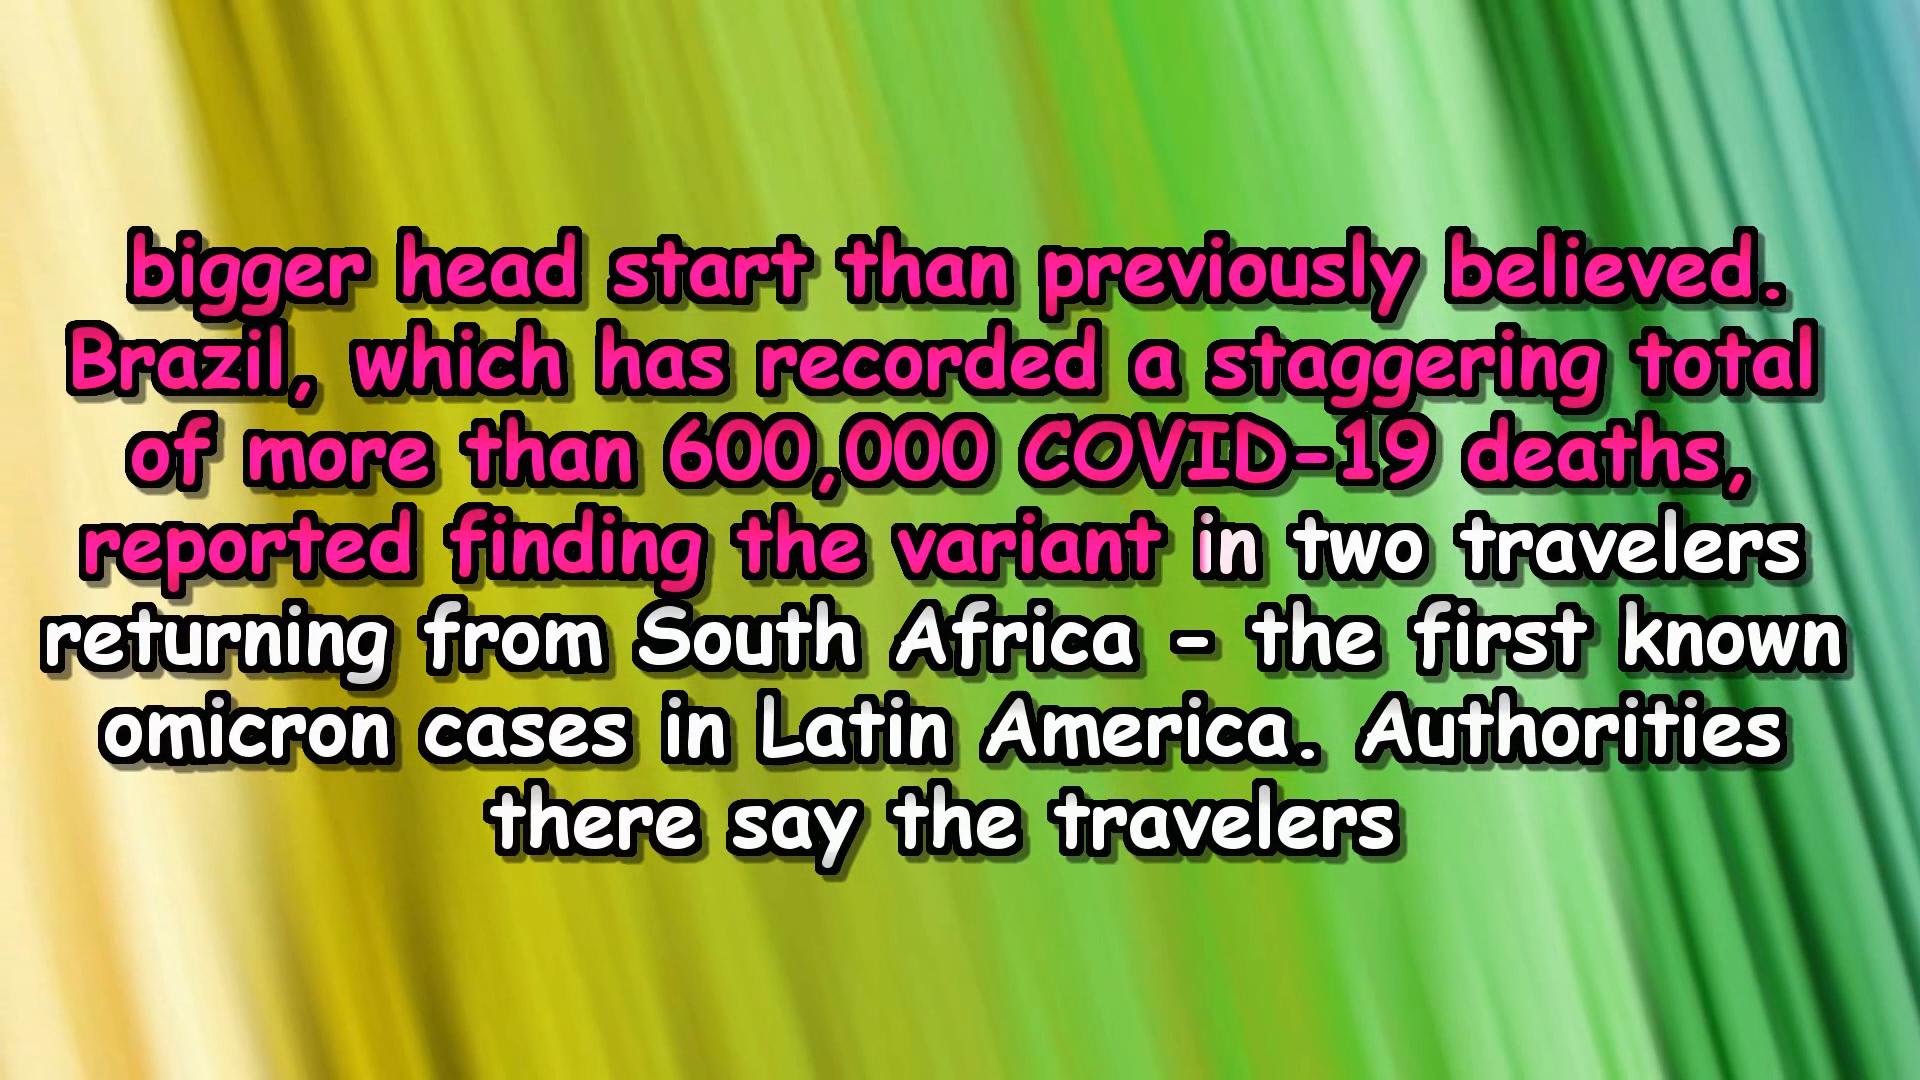 bigger head start than previously believed.
Brazil, which has recorded a staggering total
of more than 600,000 COVID-19 deaths,
reported finding the variant in two travelers
returning from South Africa - the first known
omicron cases in Latin America. Authorities
there say the travelers